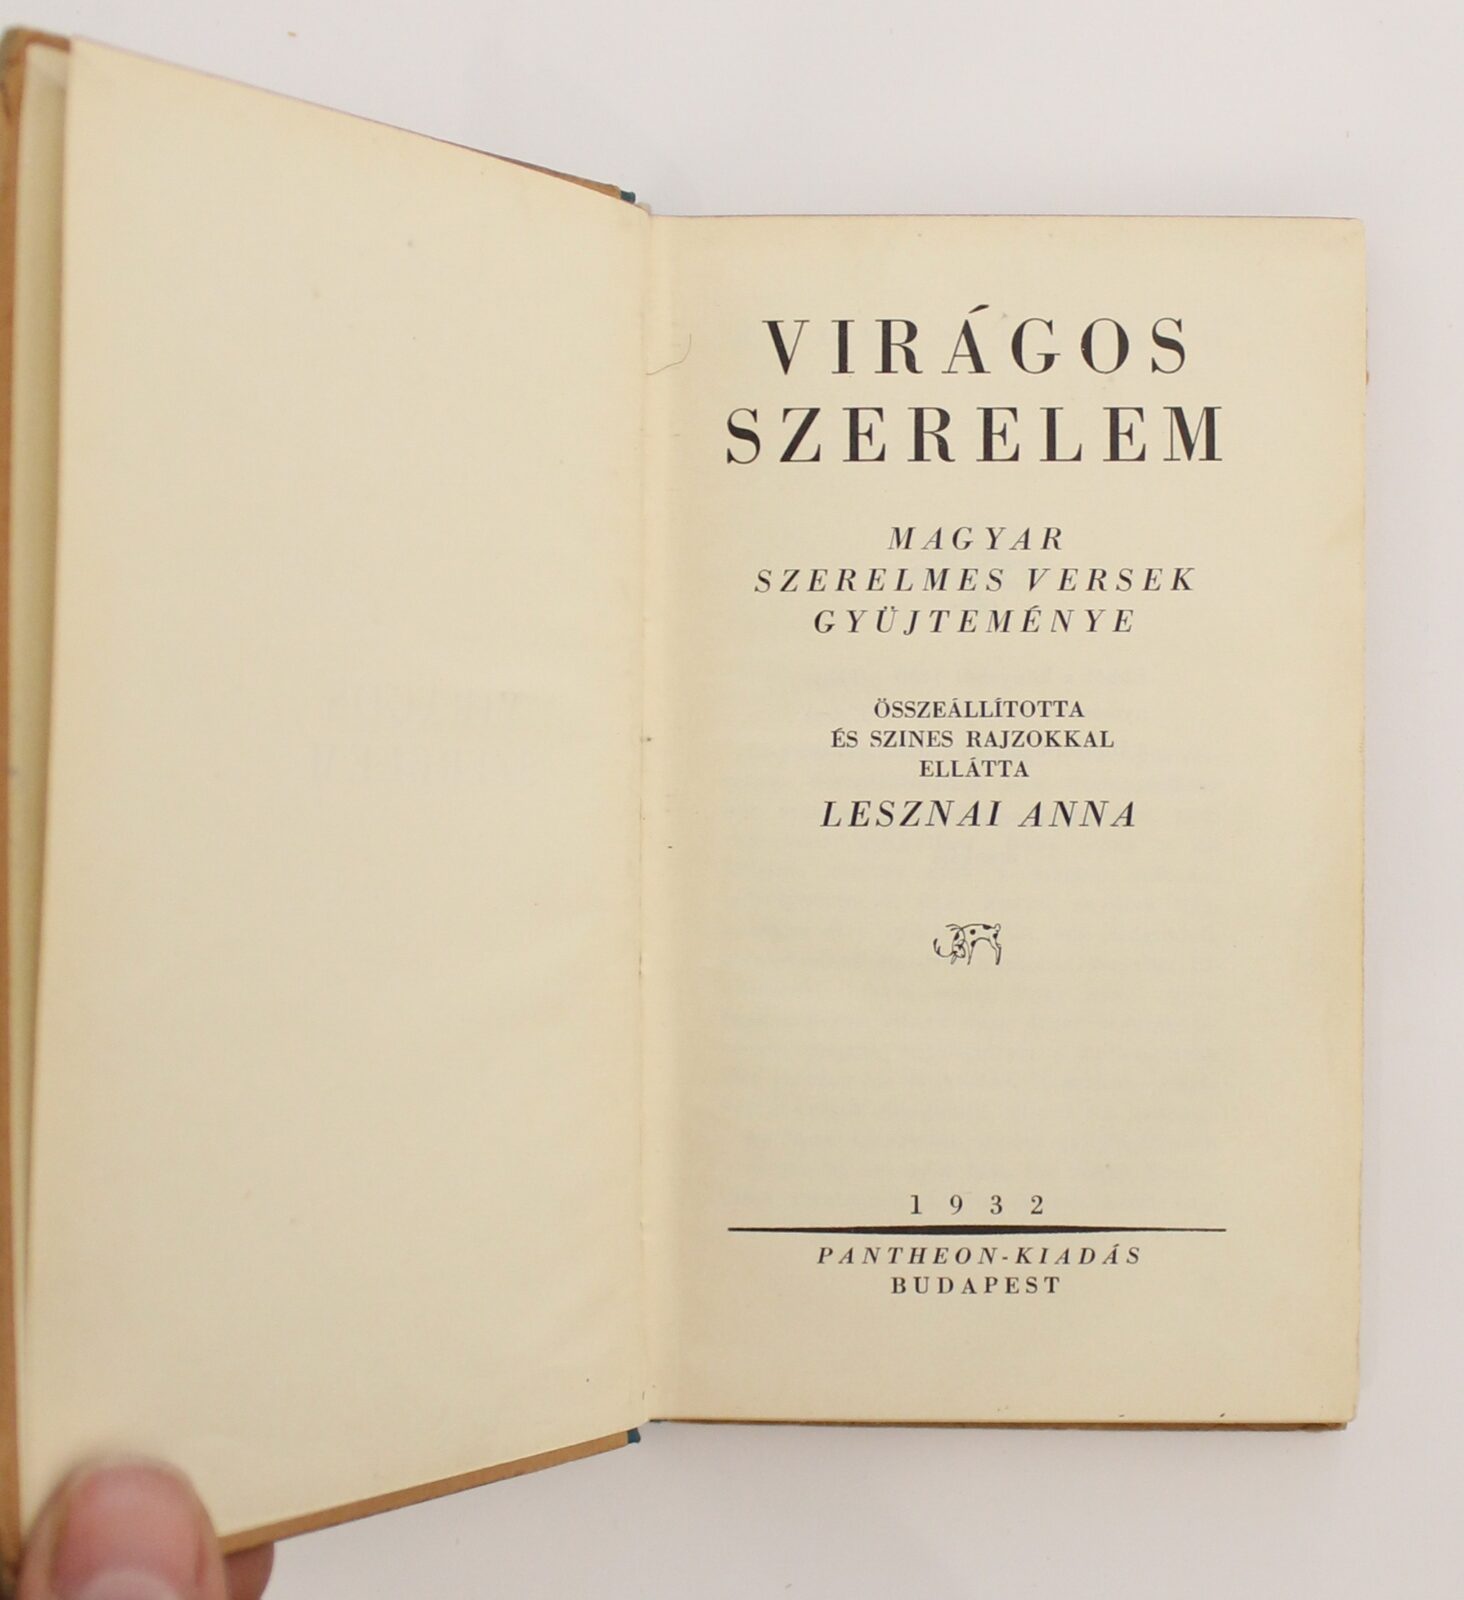 VIRÁGOS
SZERELEM
MAGYAR
SZERELMES VERSEK
GYÜJTEMÉNYE
ÖSSZEÁLLÍTOTTA
ÉS SZINES RAJZOKKAL
ELLÁTTA
LESZNAI ANNA
1932
PANTHEON-KIADÁS
BUDAPEST